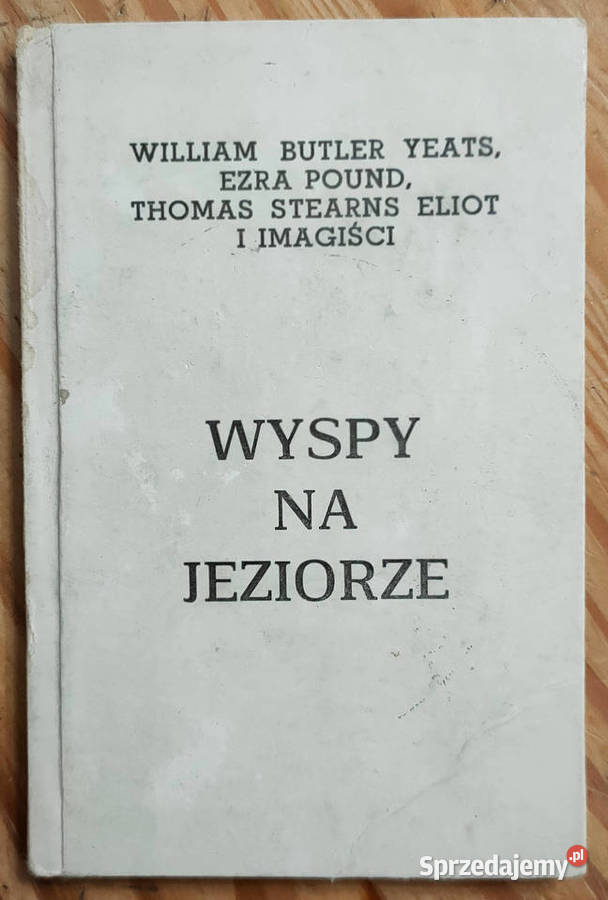 WILLIAM BUTLER YEATS,
EZRA POUND,
THOMAS STEARNS ELIOT
I IMAGIŚCI
WYSPY
NA
JEZIORZE
Sprzedajemy.pl